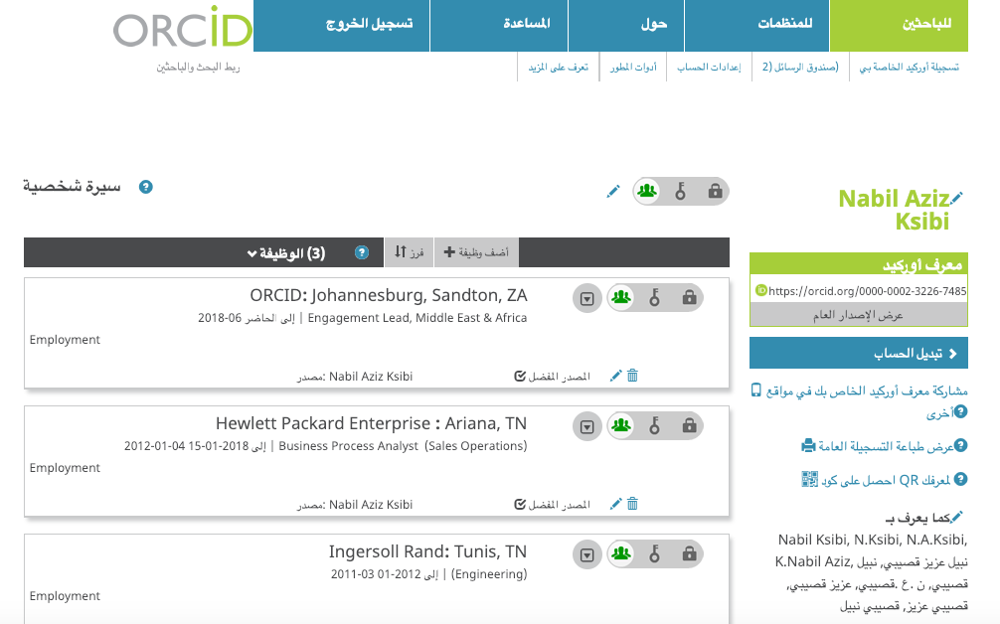 للباحثين
للمنظمات
حول
المساعدة
تسجيل الخروج
ORCiD
ربط البحث والباحثين
تسجيلة أوركيد الخاصة بي
(صندوق الرسائل (2
إعدادات الحساب
أدوات المطور
تعرف على المزيد
Nabil Aziz
Ksibi
معرف أوركيد
https://orcid.org/0000-0002-3226-7485
عرض الإصدار العام
تبديل الحساب
مشاركة معرف أوركيد الخاص بك في مواقع
أخرى
عرض طباعة التسجيلة العامة
لمعرفك QR احصل على كود
كما يعرف بـ
Nabil Ksibi, N.Ksibi, N.A.Ksibi,
K.Nabil Aziz, نبيل عزيز قصيبي, نبيل
قصيبي, ن .ع .قصيبي, عزيز قصيبي,
قصيبي عزيز, قصيبي نبيل
سيرة شخصية
الوظيفة (3)
فرز
أضف وظيفة
ORCID: Johannesburg, Sandton, ZA
2018-06 إلى الحاضر | Engagement Lead, Middle East & Africa
Employment
مصدر: Nabil Aziz Ksibi
المصدر المفضل
Hewlett Packard Enterprise : Ariana, TN
2012-01-04 إلى 2018-01-15 | Business Process Analyst (Sales Operations)
Employment
مصدر: Nabil Aziz Ksibi
المصدر المفضل
Ingersoll Rand: Tunis, TN
2011-03 إلى 2012-01 | (Engineering)
Employment